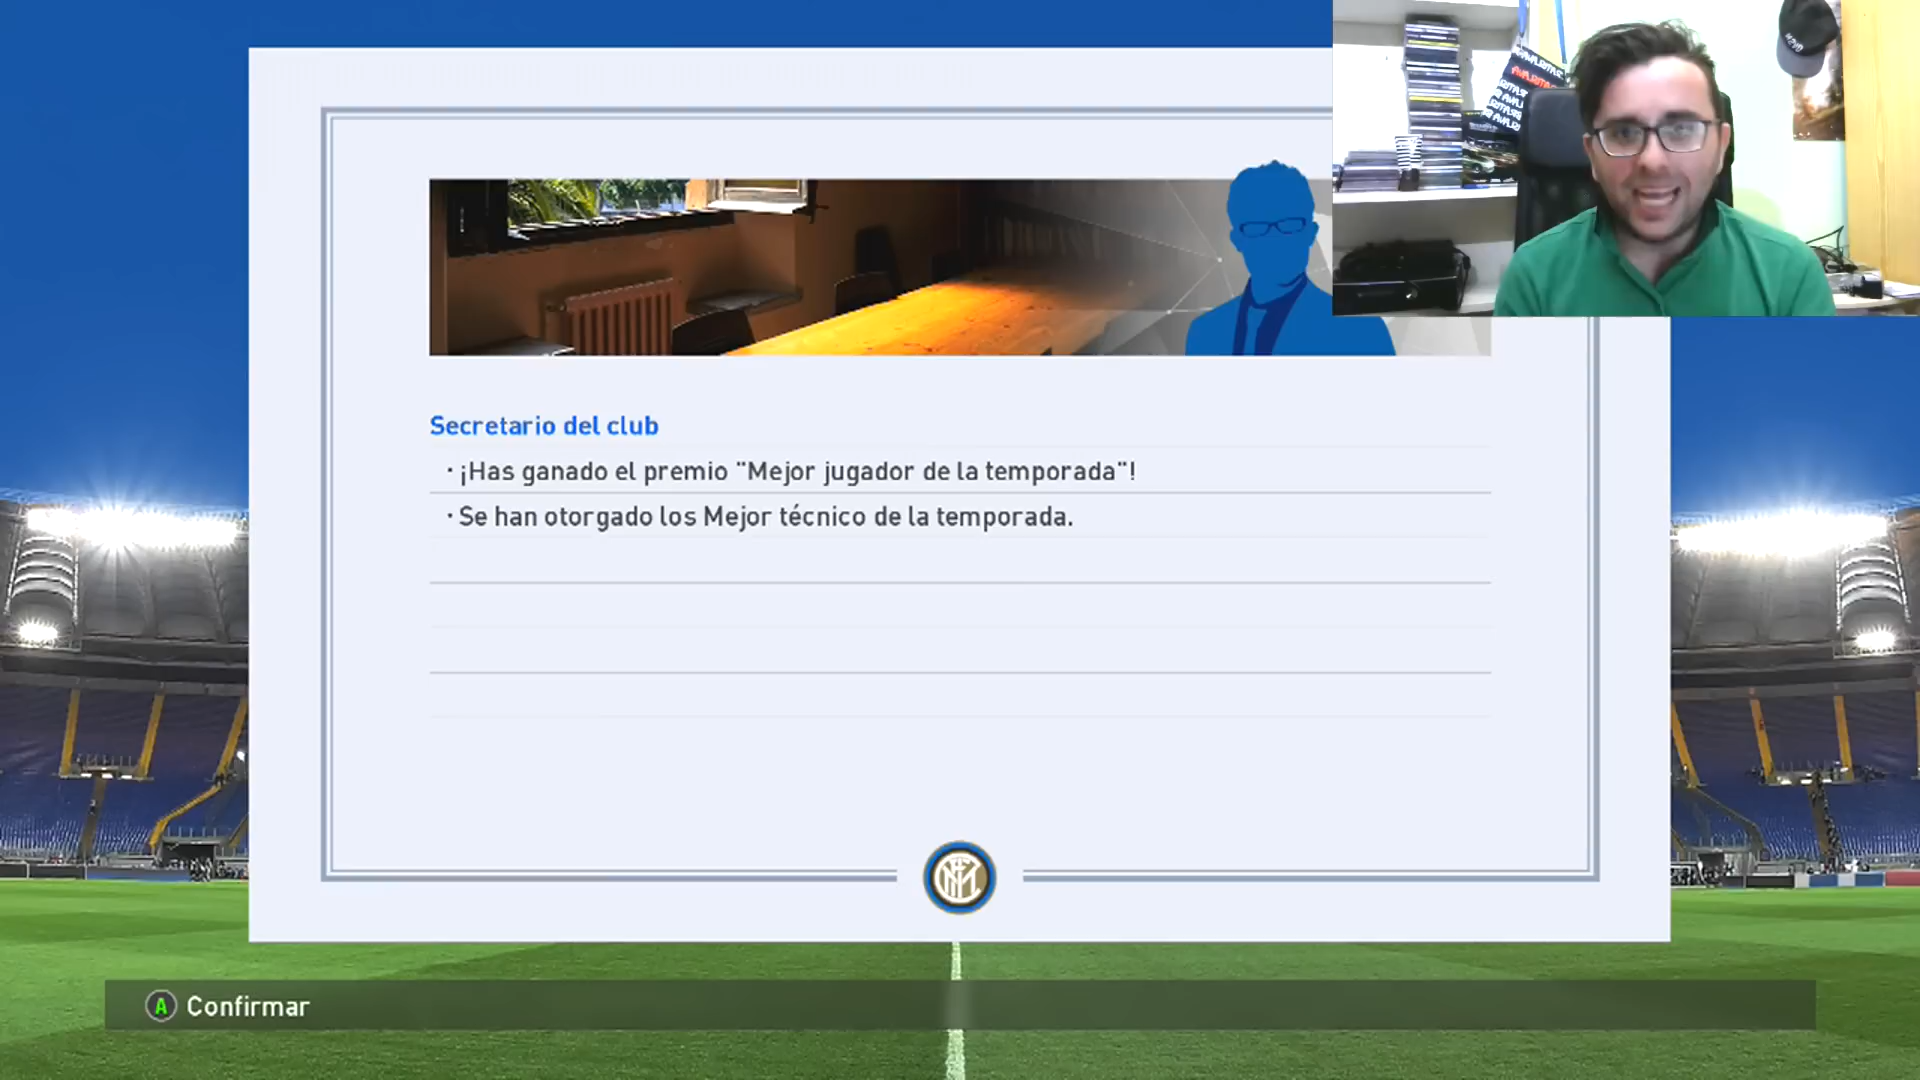 Secretario del club
· ¡Has ganado el premio "Mejor jugador de la temporada"!
· Se han otorgado los Mejor técnico de la temporada.
A Confirmar